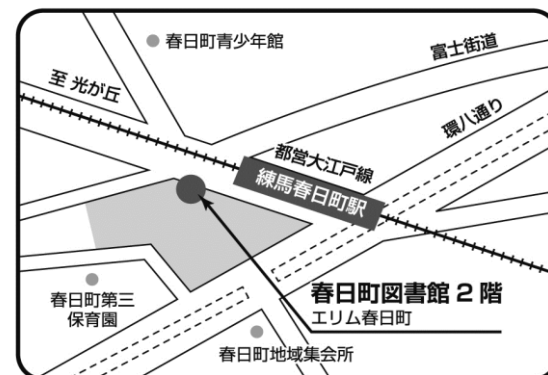 春日町青少年館
富士街道
至 光が丘
環八通り
都営大江戸線
練馬春日町駅
春日町図書館 2 階
エリム春日町
春日町第三
保育園
春日町地域集会所